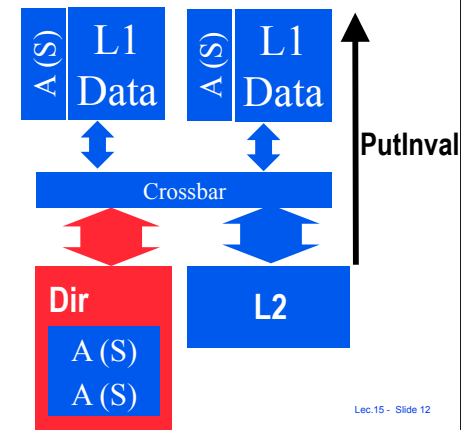 A (S)
L1
Data
A (S)
L1
Data
PutInval
Crossbar
Dir
A (S)
A (S)
L2
Lec.15 - Slide 12